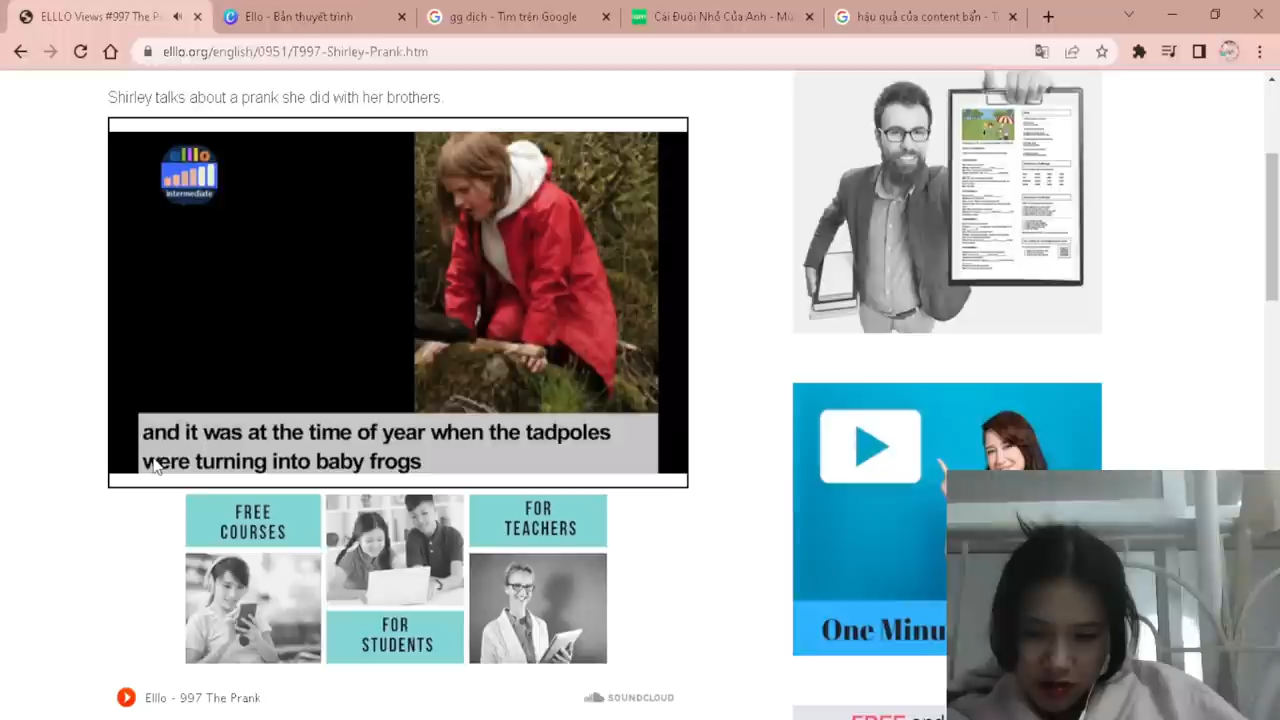 ELLLO Views #997 The P
Ello - Bản thuyết trình
gg dịch - Tìm trên Google
Cái Đuôi Nhỏ Của Anh - Mù
hậu quả của content bẩn - T
elllo.org/english/0951/T997-Shirley-Prank.htm
Shirley talks about a prank she did with her brothers.
Intermediate
and it was at the time of year when the tadpoles
were turning into baby frogs
FREE
COURSES
FOR
STUDENTS
FOR
TEACHERS
Elllo - 997 The Prank
SOUNDCLOUD
One Minu
FREE and